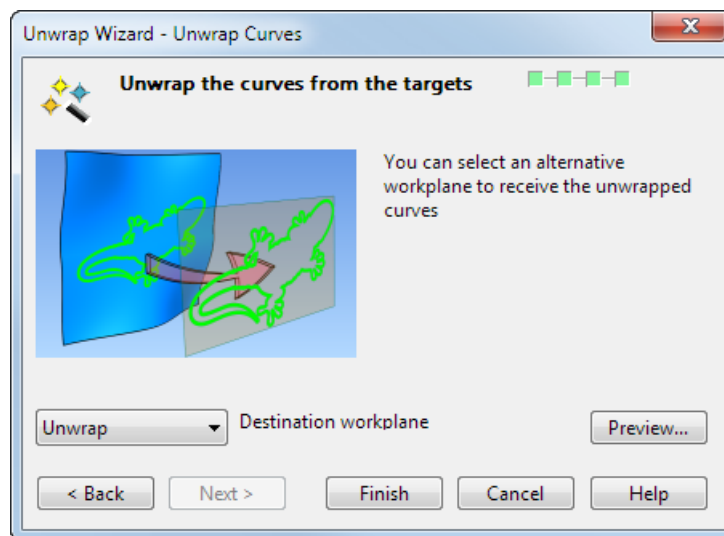 Unwrap Wizard - Unwrap Curves
Unwrap the curves from the targets
You can select an alternative
workplane to receive the unwrapped
curves
Unwrap Destination workplane Preview...
< Back Next > Finish Cancel Help